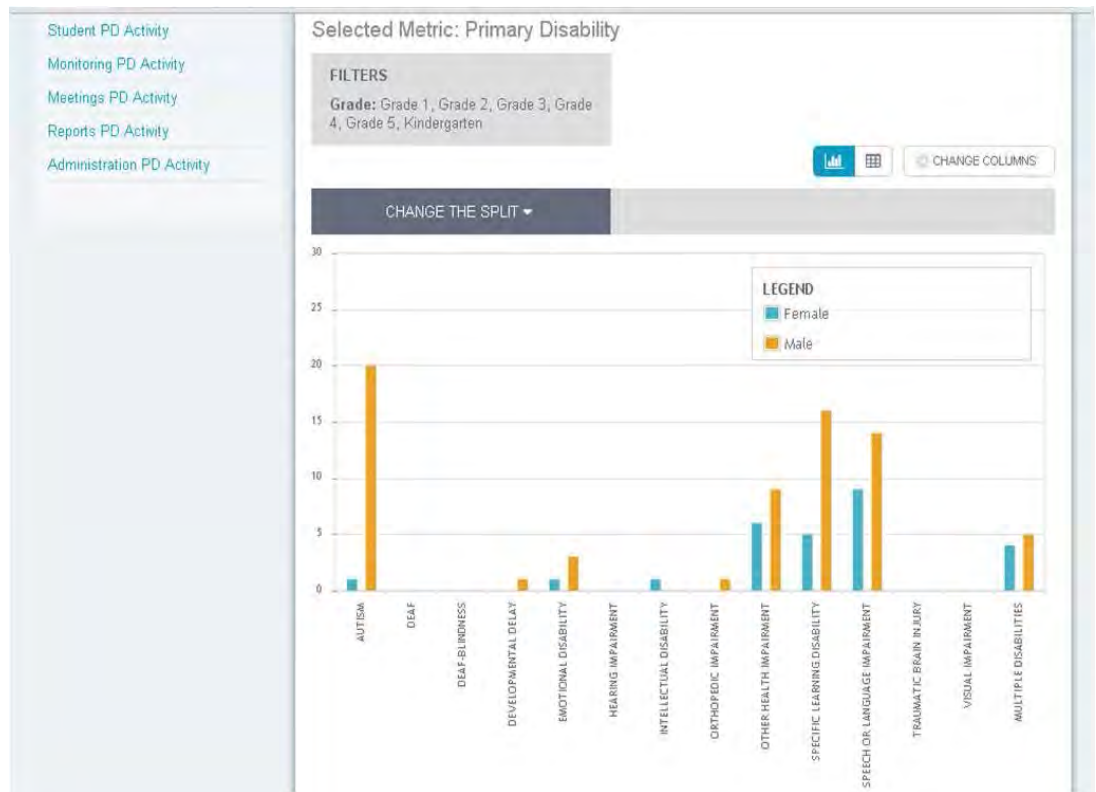 Student PD Activity
Monitoring PD Activity
Meetings PD Activity
Reports PD Activity
Administration PD Activity
Selected Metric: Primary Disability
FILTERS
Grade: Grade 1, Grade 2, Grade 3, Grade
4, Grade 5, Kindergarten
CHANGE COLUMNS
CHANGE THE SPLIT
30
25
20
15
10
5
0
LEGEND
Female
Male
AUTISM
DEAF
DEAF-BLINDNESS
DEVELOPMENTAL DELAY
EMOTIONAL DISABILITY
HEARING IMPAIRMENT
INTELLECTUAL DISABILITY
ORTHOPEDIC IMPAIRMENT
OTHER HEALTH IMPAIRMENT
SPECIFIC LEARNING DISABILITY
SPEECH OR LANGUAGE IMPAIRMENT
TRAUMATIC BRAIN INJURY
VISUAL IMPAIRMENT
MULTIPLE DISABILITIES